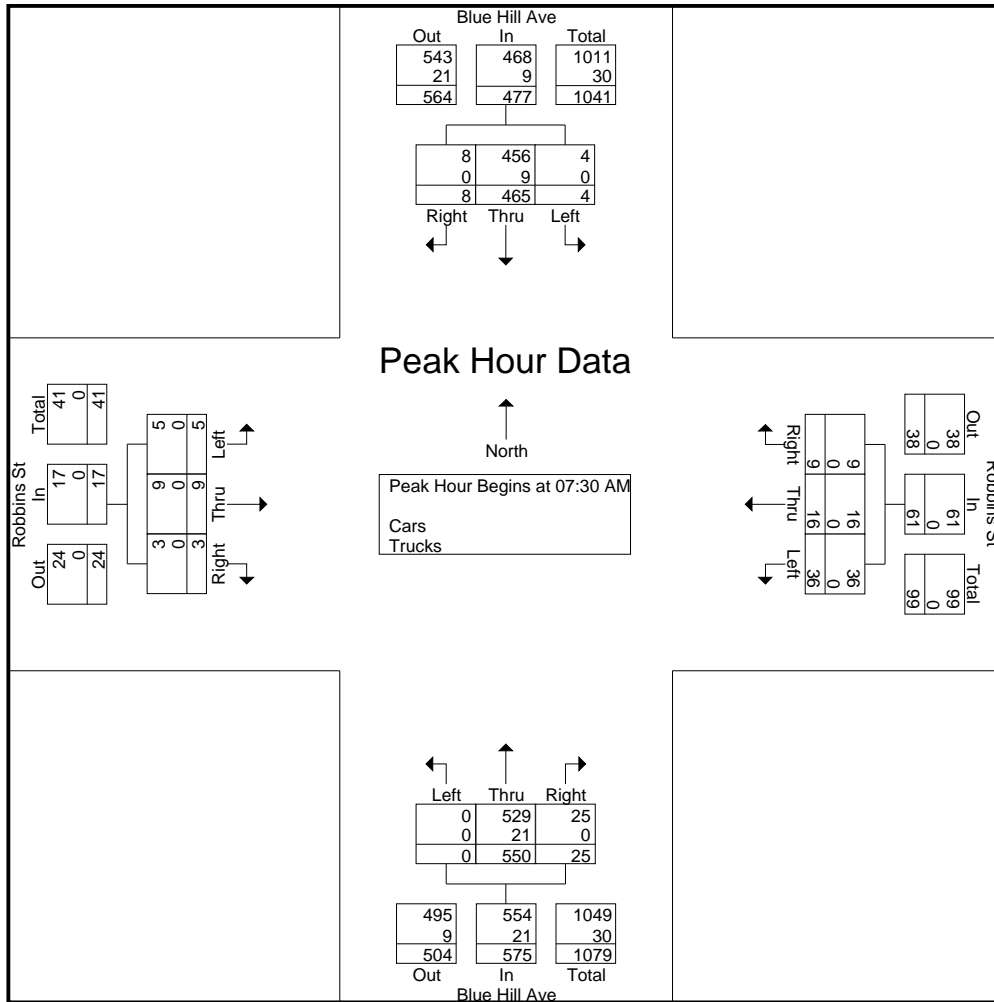 Blue Hill Ave
Out In Total
543 468 1011
21 9 30
564 477 1041
8 456 4
0 9 0
8 465 4
Right Thru Left
Peak Hour Data
North
Peak Hour Begins at 07:30 AM
Cars
Trucks
Robbins St
Out In Total
24 17 41
0 0 0
24 17 41
3 9 5
0 0 0
3 9 5
Right Thru Left
Robbins St
Out In Total
38 61 99
0 0 0
38 61 99
9 16 36
0 0 0
9 16 36
Right Thru Left
Left Thru Right
0 529 25
0 21 0
0 550 25
495 554 1049
9 21 30
504 575 1079
Out In Total
Blue Hill Ave